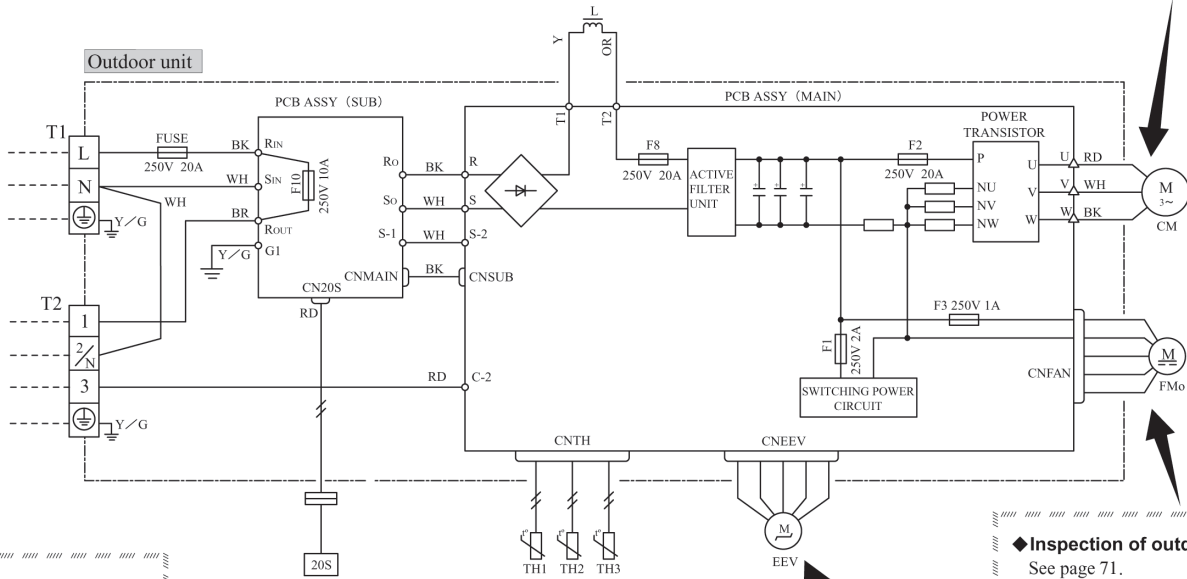 Outdoor unit
T1
L
N
FUSE
250V 20A
BK
WH
WH
BR
Y/G
Y/G
PCB ASSY (SUB)
RIN
SIN
ROUT
G1
F10
250V 10A
RO
SO
S-1
CNMAIN
CN20S
RD
BK
WH
WH
BK
T2
1
2/N
3
Y/G
RD
20S
L
Y
OR
T1
T2
PCB ASSY (MAIN)
R
S
S-2
CNSUB
C-2
F8
250V 20A
ACTIVE
FILTER
UNIT
F2
250V 20A
POWER
TRANSISTOR
P
NU
NV
NW
U
V
W
U
V
W
RD
WH
BK
M
3~
CM
F3 250V 1A
F1
250V 2A
SWITCHING POWER
CIRCUIT
CNFAN
M
FMo
CNTH
CNEEV
t°
t°
t°
TH1
TH2
TH3
M
EEV
◆Inspection of outd
See page 71.